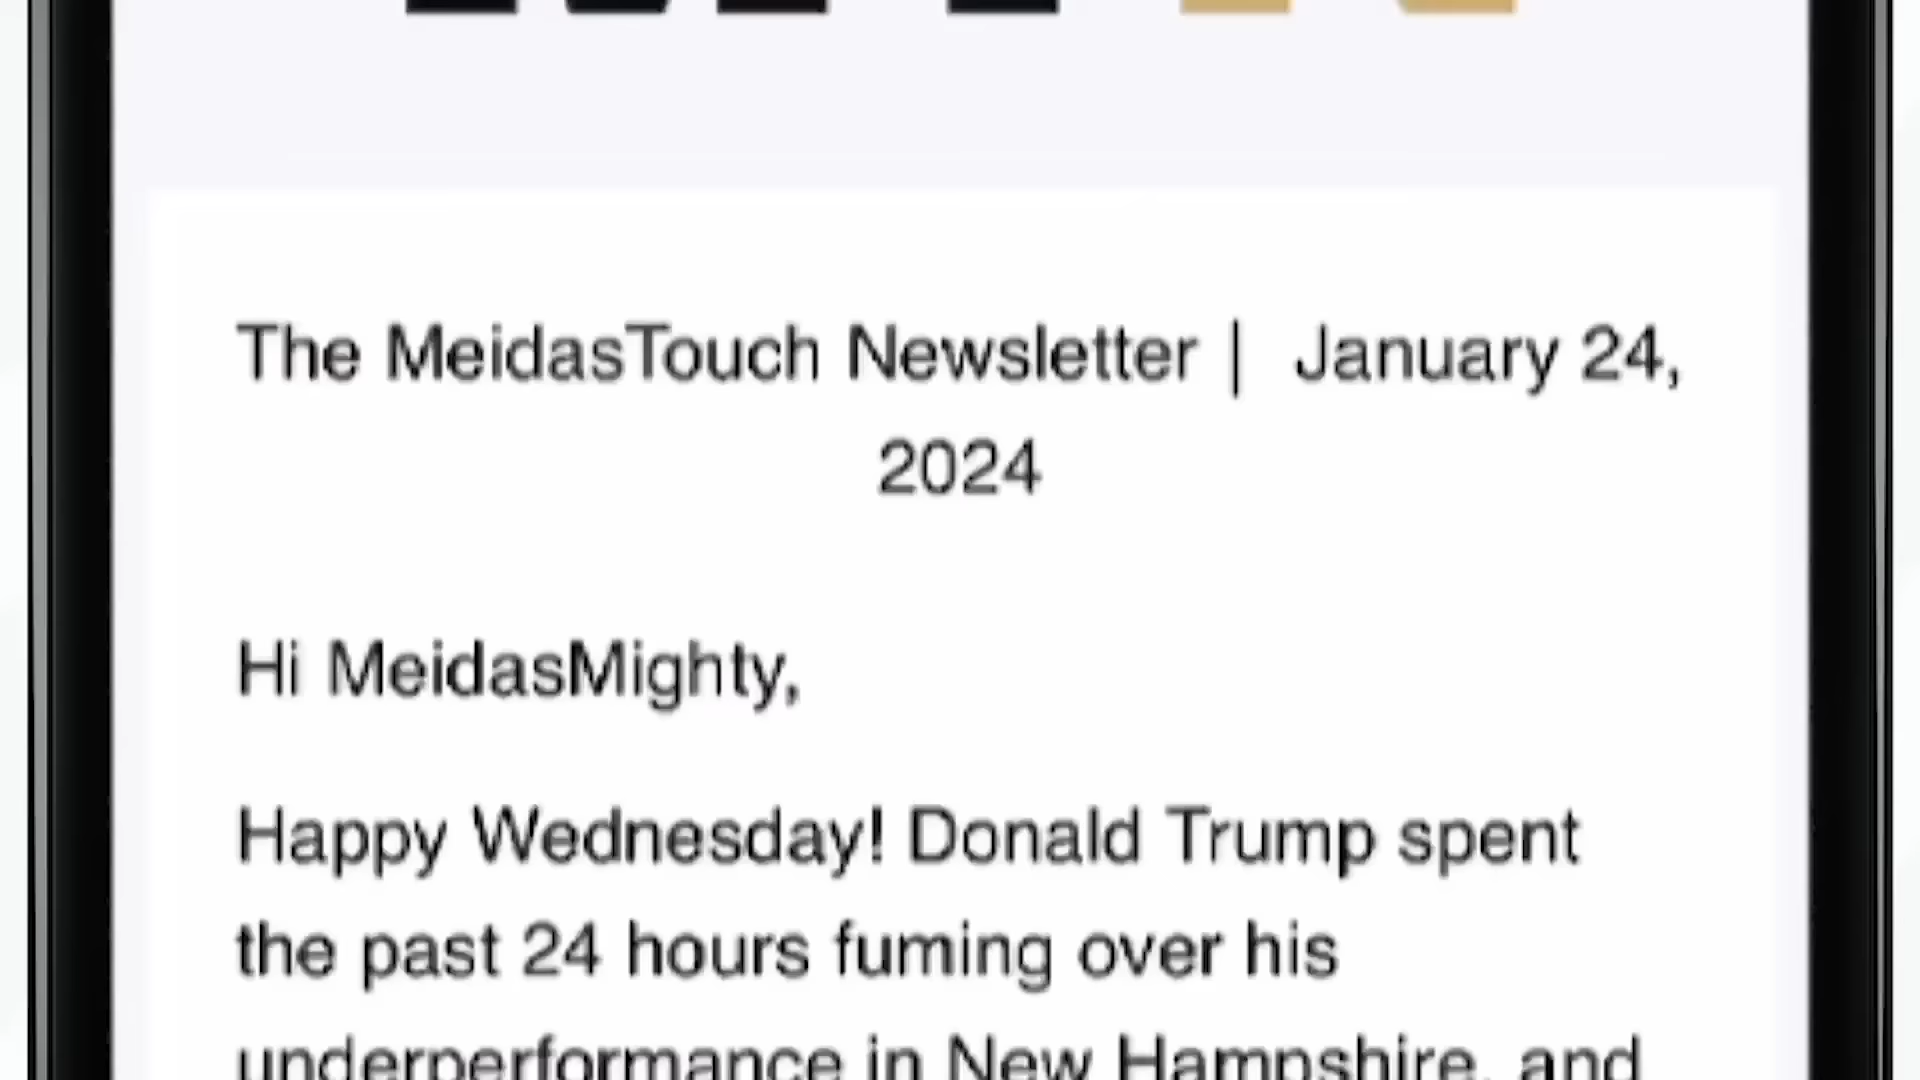 The MeidasTouch Newsletter | January 24,
2024
Hi MeidasMighty,
Happy Wednesday! Donald Trump spent
the past 24 hours fuming over his
underperformance in New Hampshire, and